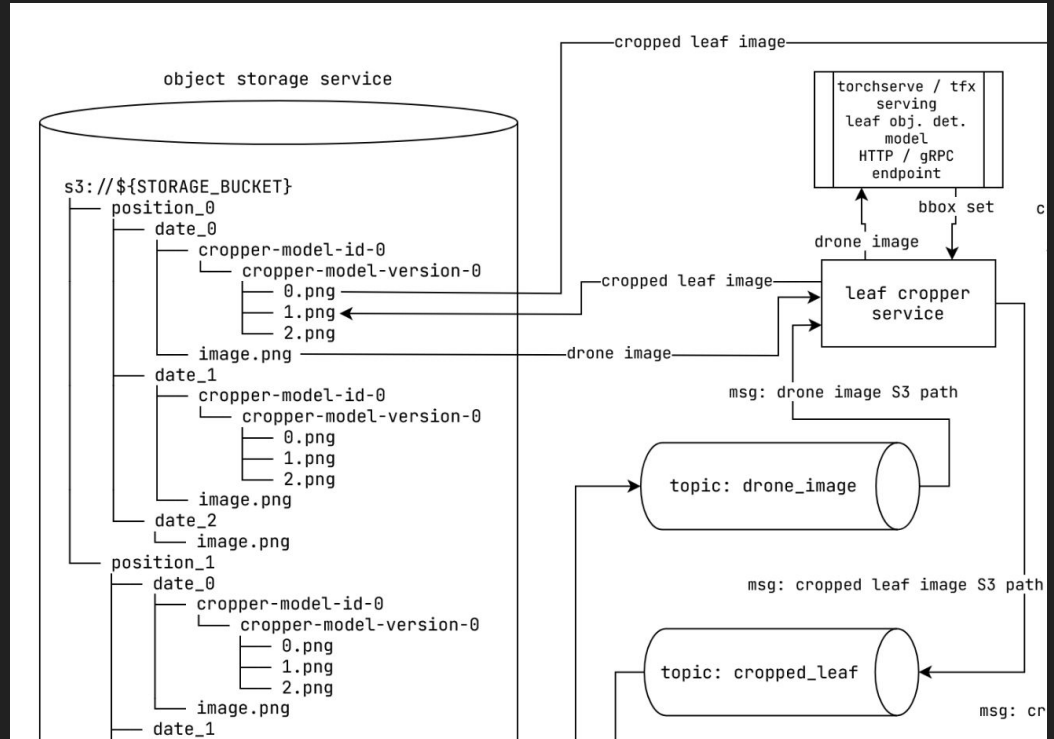 cropped leaf image
object storage service
torchserve / tfx
serving
leaf obj. det.
model
HTTP / gRPC
endpoint
s3://${STORAGE_BUCKET}
position_0
date_0
cropper-model-id-0
cropper-model-version-0
0.png
1.png
2.png
image.png
date_1
cropper-model-id-0
cropper-model-version-0
0.png
1.png
2.png
image.png
date_2
image.png
position_1
date_0
cropper-model-id-0
cropper-model-version-0
0.png
1.png
2.png
image.png
date_1
bbox set
c
drone image
cropped leaf image
leaf cropper
service
drone image
msg: drone image S3 path
topic: drone_image
msg: cropped leaf image S3 path
topic: cropped_leaf
msg: cr